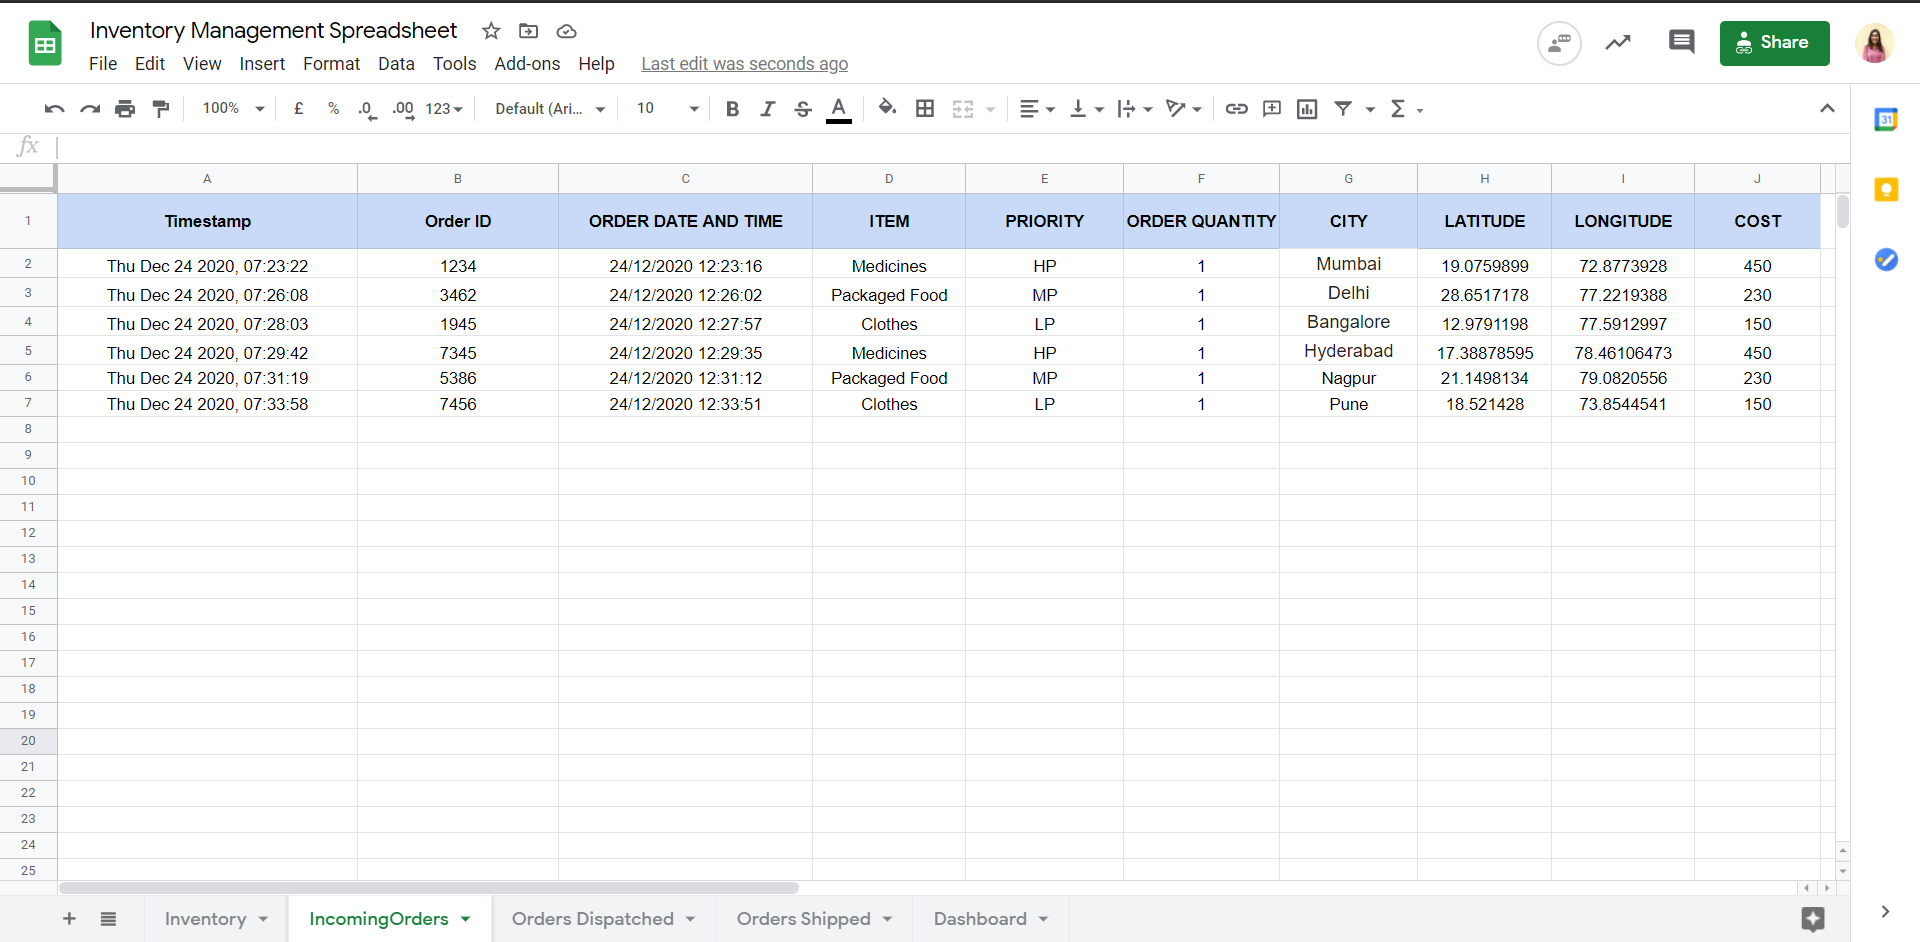 Inventory Management Spreadsheet
Share
File Edit View Insert Format Data Tools Add-ons Help Last edit was seconds ago
100% £ % .0 .00 123 Default (Ari... 10 B I S A Σ
31
fx
A B C D E F G H I J
1 Timestamp Order ID ORDER DATE AND TIME ITEM PRIORITY ORDER QUANTITY CITY LATITUDE LONGITUDE COST
2 Thu Dec 24 2020, 07:23:22 1234 24/12/2020 12:23:16 Medicines HP 1 Mumbai 19.0759899 72.8773928 450
3 Thu Dec 24 2020, 07:26:08 3462 24/12/2020 12:26:02 Packaged Food MP 1 Delhi 28.6517178 77.2219388 230
4 Thu Dec 24 2020, 07:28:03 1945 24/12/2020 12:27:57 Clothes LP 1 Bangalore 12.9791198 77.5912997 150
5 Thu Dec 24 2020, 07:29:42 7345 24/12/2020 12:29:35 Medicines HP 1 Hyderabad 17.38878595 78.46106473 450
6 Thu Dec 24 2020, 07:31:19 5386 24/12/2020 12:31:12 Packaged Food MP 1 Nagpur 21.1498134 79.0820556 230
7 Thu Dec 24 2020, 07:33:58 7456 24/12/2020 12:33:51 Clothes LP 1 Pune 18.521428 73.8544541 150
8
9
10
11
12
13
14
15
16
17
18
19
20
21
22
23
24
25
Inventory IncomingOrders Orders Dispatched Orders Shipped Dashboard